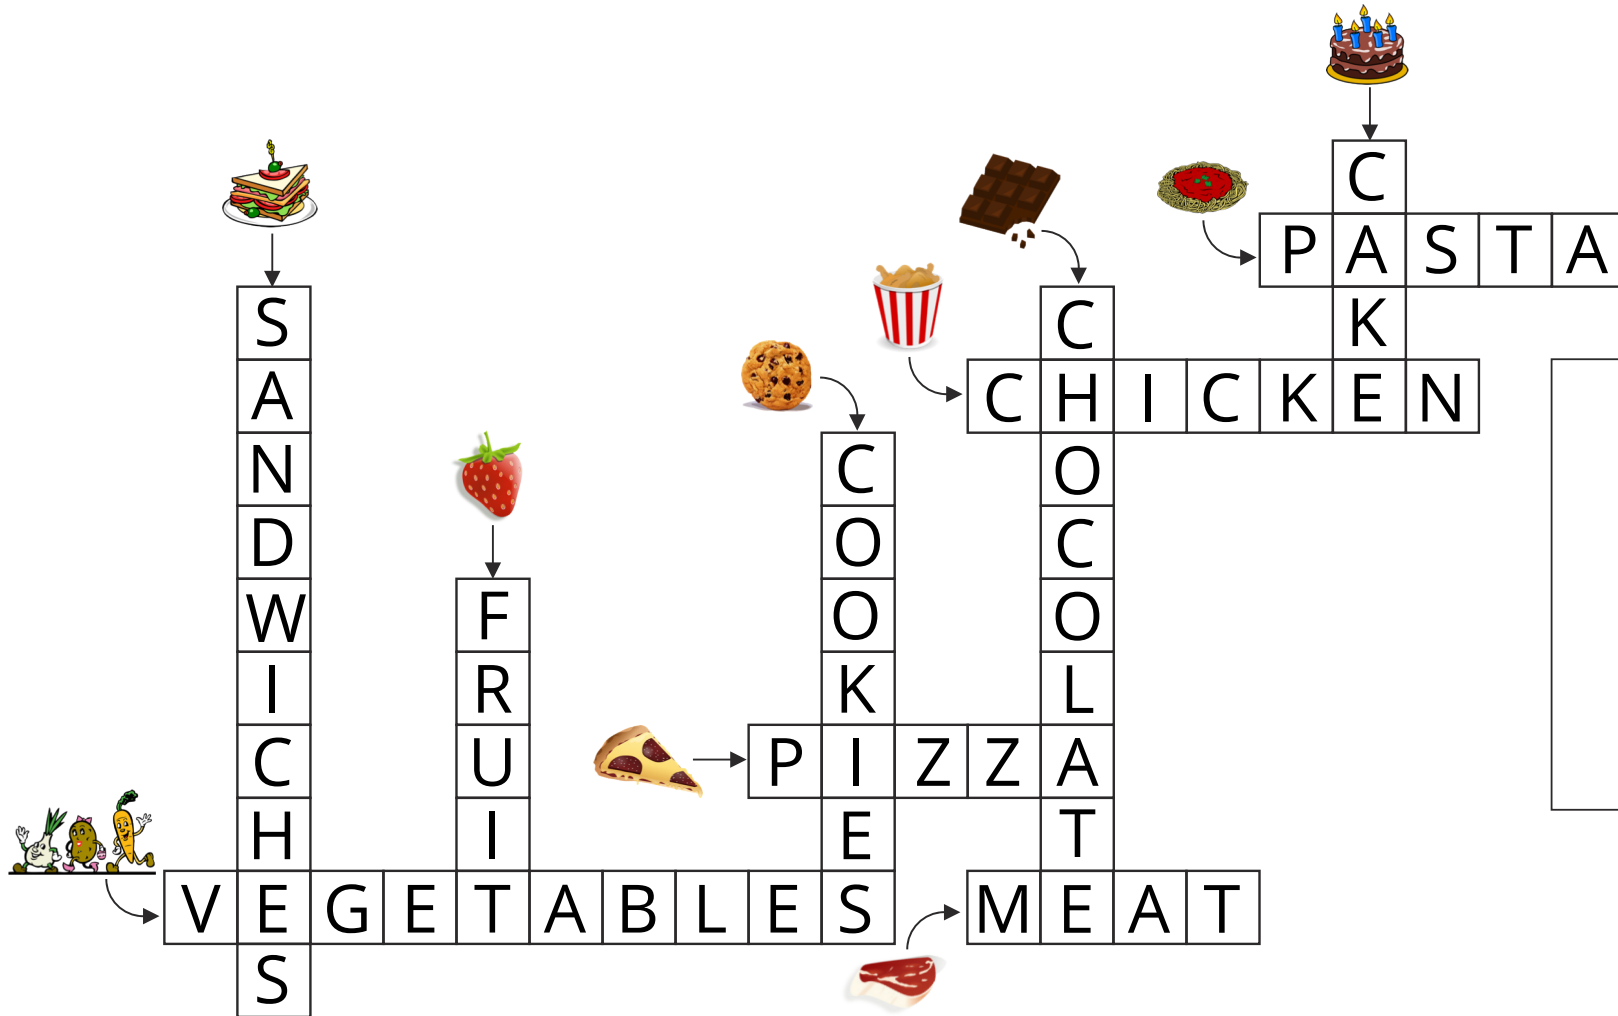 CAKE
PASTA
SANDWICHES
CHOCOLATE
CHICKEN
COOKIES
FRUIT
PIZZA
VEGETABLES
MEAT